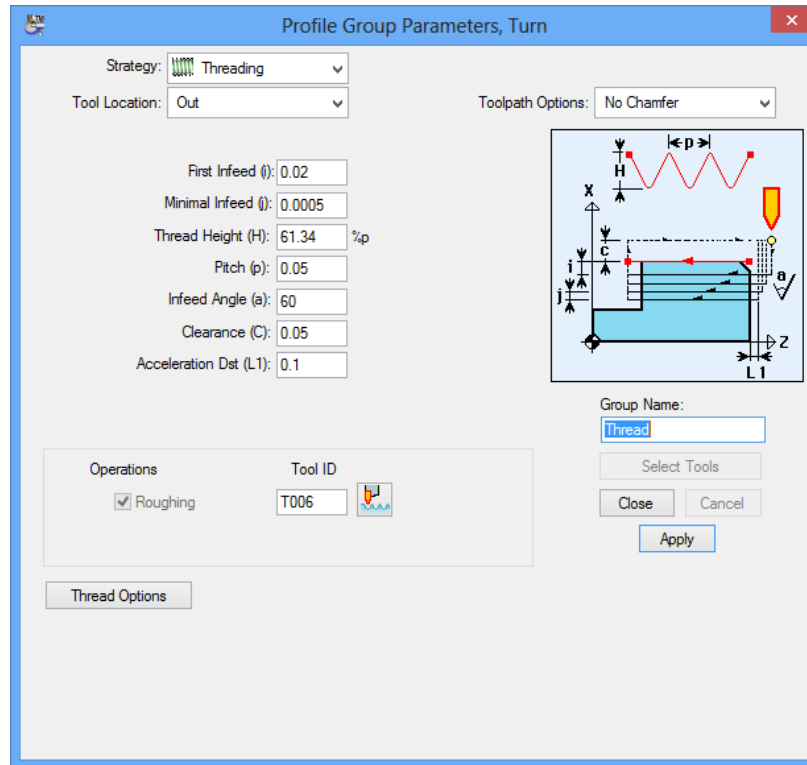 Profile Group Parameters, Turn
Strategy: Threading
Tool Location: Out
Toolpath Options: No Chamfer
First Infeed (i): 0.02
Minimal Infeed (j): 0.0005
Thread Height (H): 61.34 %p
Pitch (p): 0.05
Infeed Angle (a): 60
Clearance (C): 0.05
Acceleration Dst (L1): 0.1
p
H
X
c
i
a
j
Z
L1
Group Name:
Thread
Select Tools
Close Cancel
Apply
Operations Tool ID
Roughing T006
Thread Options